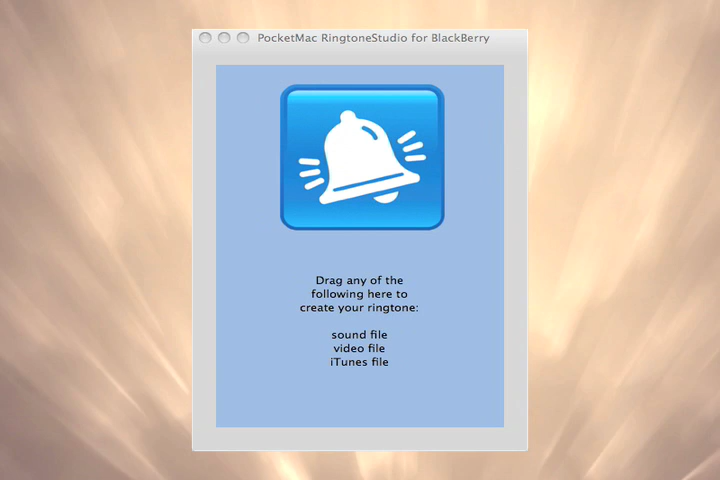 PocketMac RingtoneStudio for BlackBerry
Drag any of the
following here to
create your ringtone:
sound file
video file
iTunes file